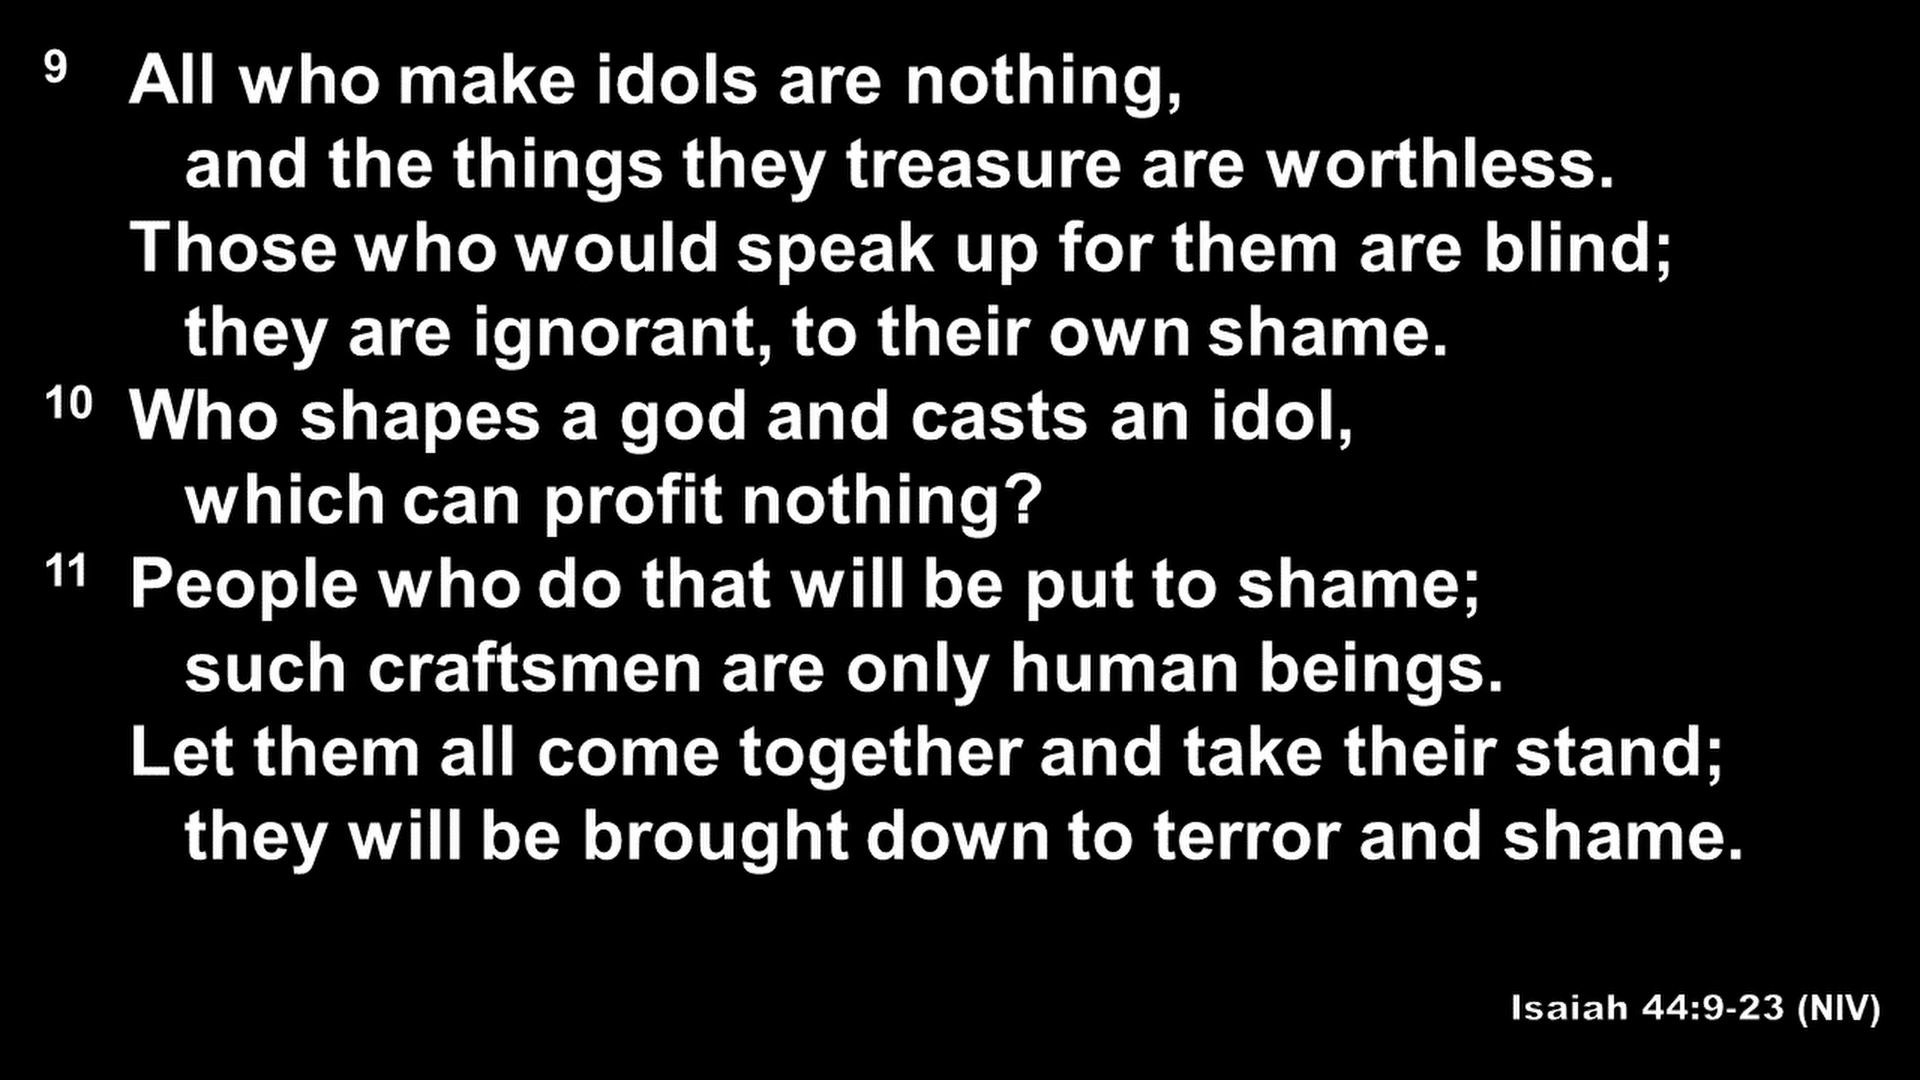 9 All who make idols are nothing,
and the things they treasure are worthless.
Those who would speak up for them are blind;
they are ignorant, to their own shame.
10 Who shapes a god and casts an idol,
which can profit nothing?
11 People who do that will be put to shame;
such craftsmen are only human beings.
Let them all come together and take their stand;
they will be brought down to terror and shame.
Isaiah 44:9-23 (NIV)